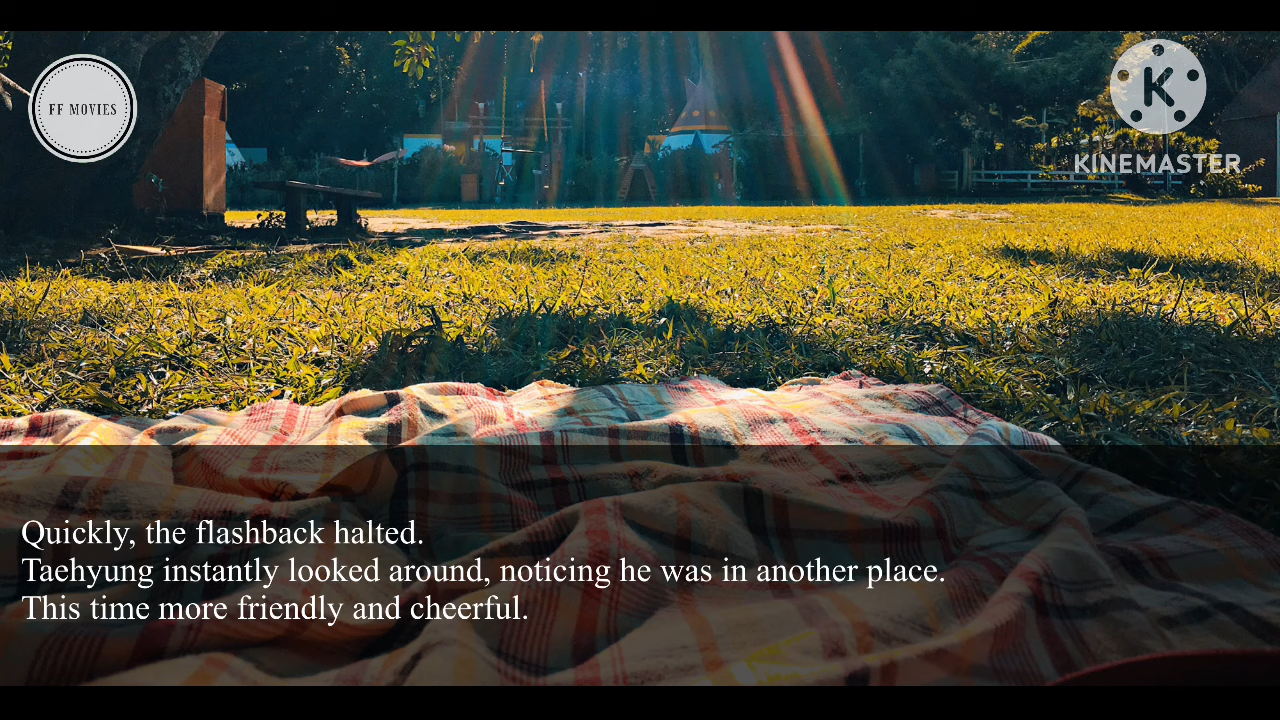 FF MOVIES
K
KINEMASTER
Quickly, the flashback halted.
Taehyung instantly looked around, noticing he was in another place.
This time more friendly and cheerful.